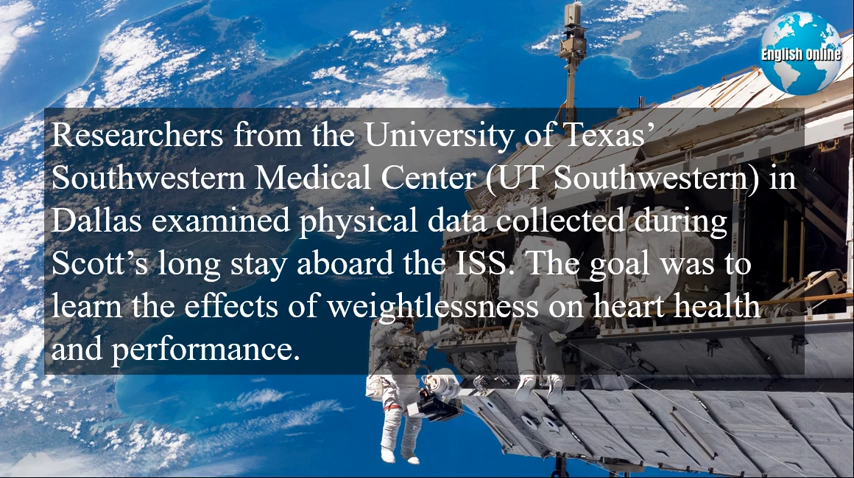 English Online
Researchers from the University of Texas’
Southwestern Medical Center (UT Southwestern) in
Dallas examined physical data collected during
Scott’s long stay aboard the ISS. The goal was to
learn the effects of weightlessness on heart health
and performance.